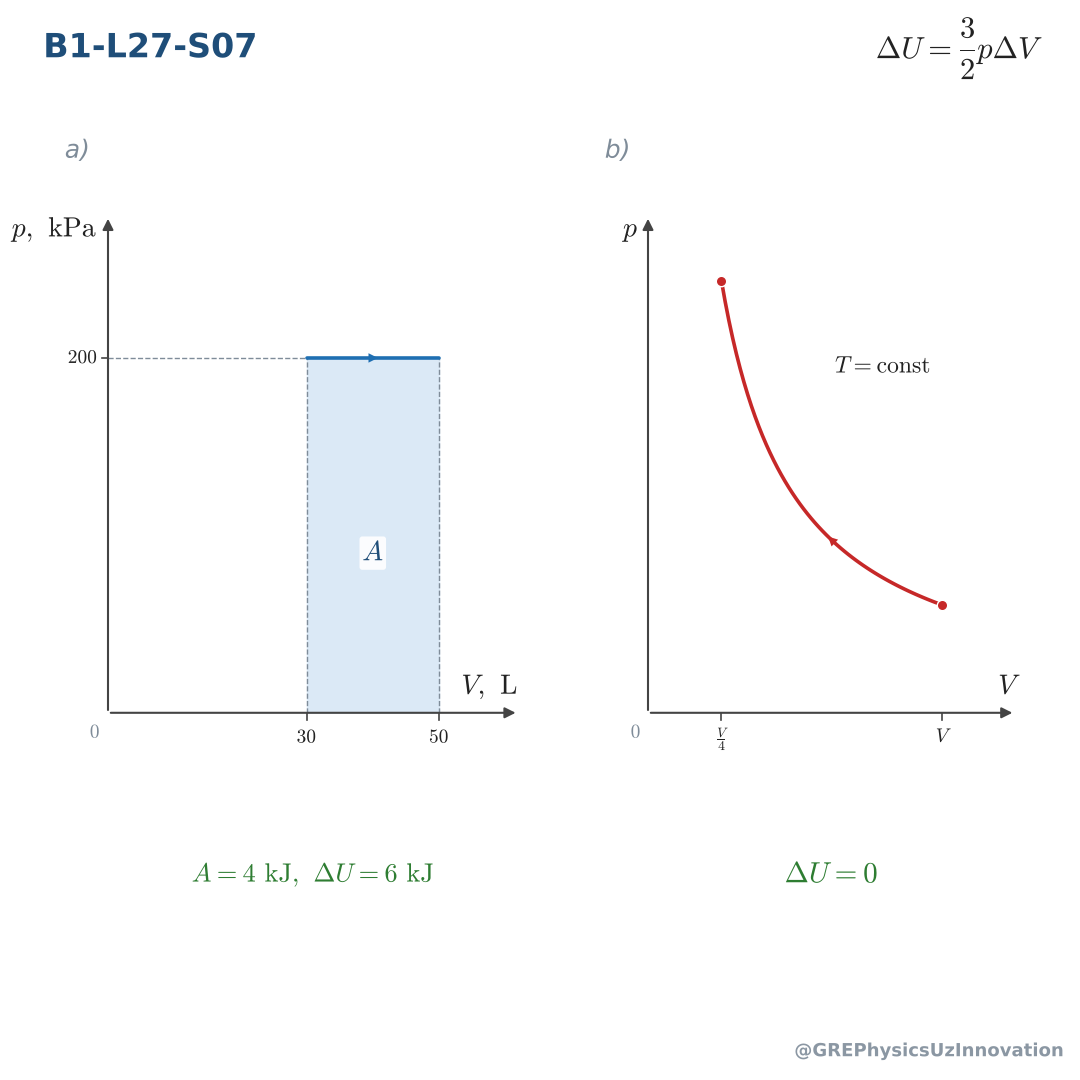 B1-L27-S07
ΔU = 3/2 pΔV
a)
p, kPa
200
A
V, L
0
30
50
A = 4 kJ, ΔU = 6 kJ
b)
p
T = const
V
0
V/4
V
ΔU = 0
@GREPhysicsUzInnovation